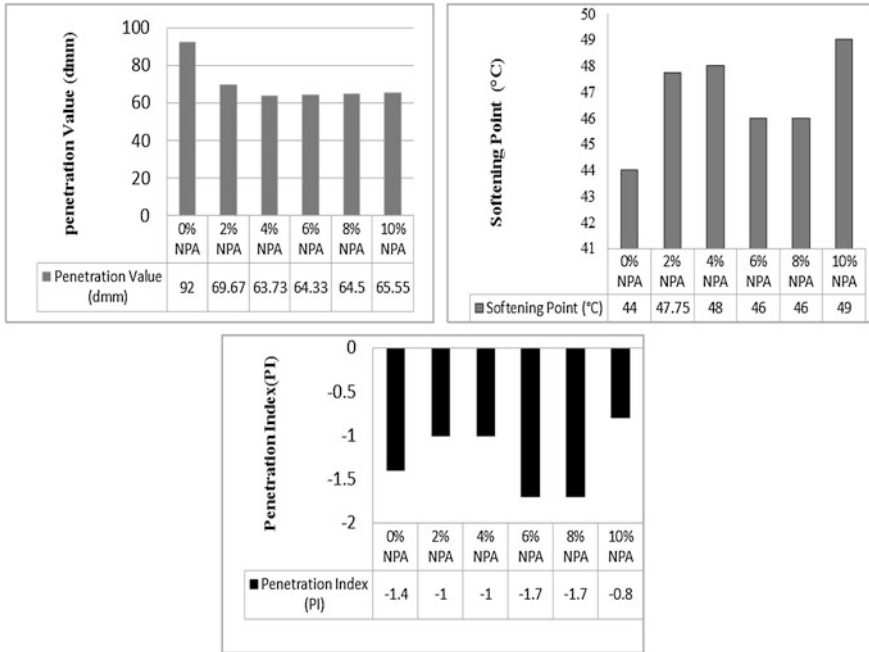 penetration Value (dmm)
100
80
60
40
20
0
0% 2% 4% 6% 8% 10%
NPA NPA NPA NPA NPA NPA
Penetration Value (dmm) 92 69.67 63.73 64.33 64.5 65.55
Softening Point (°C)
50
49
48
47
46
45
44
43
42
41
0% 2% 4% 6% 8% 10%
NPA NPA NPA NPA NPA NPA
Softening Point (°C) 44 47.75 48 46 46 49
Penetration Index(PI)
0
-0.5
-1
-1.5
-2
0% 2% 4% 6% 8% 10%
NPA NPA NPA NPA NPA NPA
Penetration Index (PI) -1.4 -1 -1 -1.7 -1.7 -0.8